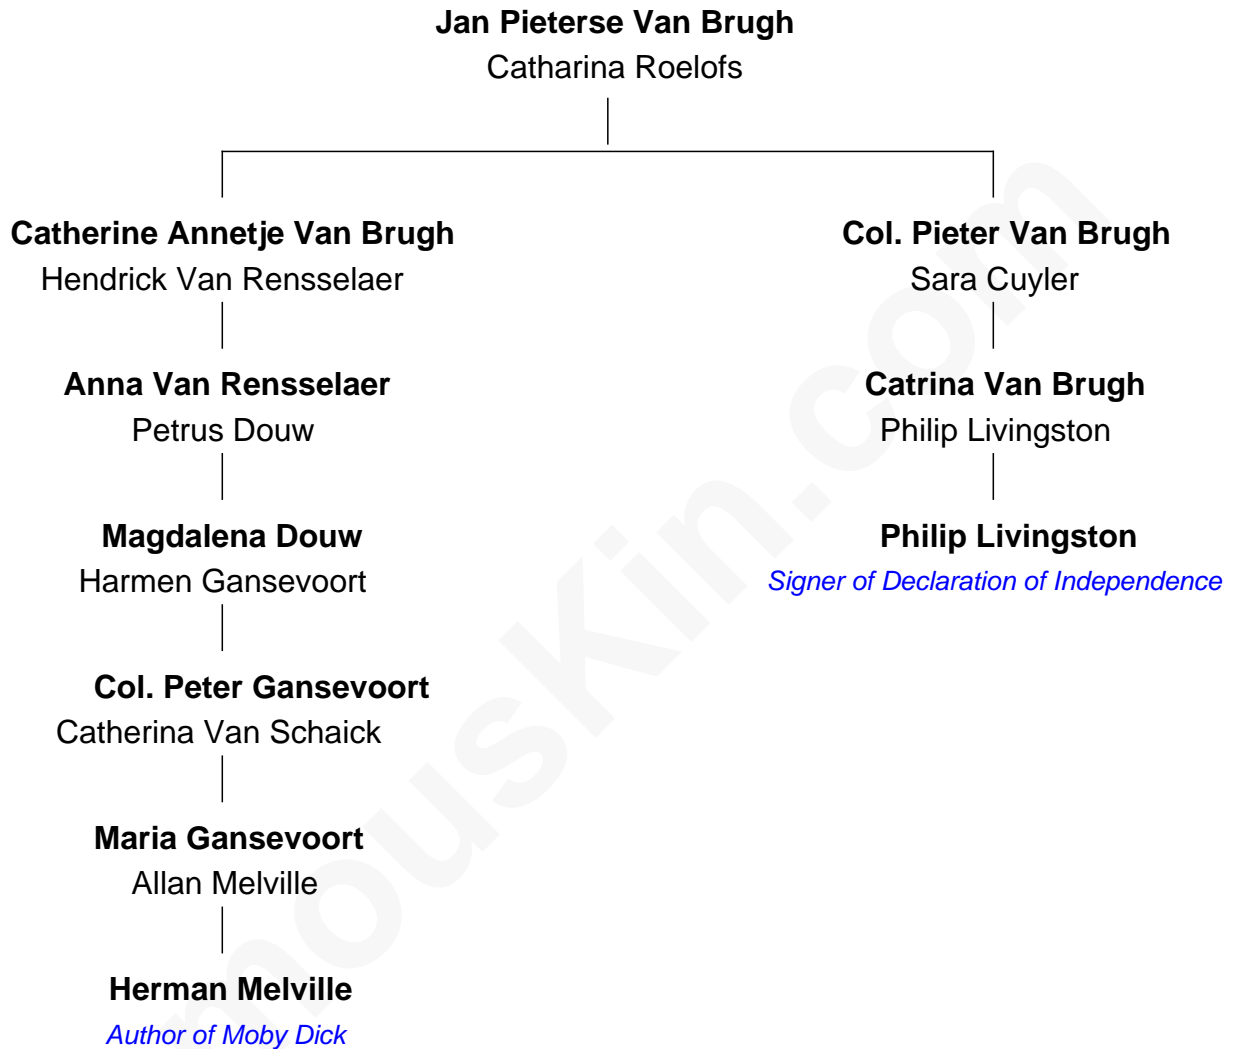 Jan Pieterse Van Brugh
Catharina Roelofs
Catherine Annetje Van Brugh
Hendrick Van Rensselaer
Col. Pieter Van Brugh
Sara Cuyler
Anna Van Rensselaer
Petrus Douw
Catrina Van Brugh
Philip Livingston
Magdalena Douw
Harmen Gansevoort
Philip Livingston
Signer of Declaration of Independence
Col. Peter Gansevoort
Catherina Van Schaick
Maria Gansevoort
Allan Melville
Herman Melville
Author of Moby Dick
mousKin.com